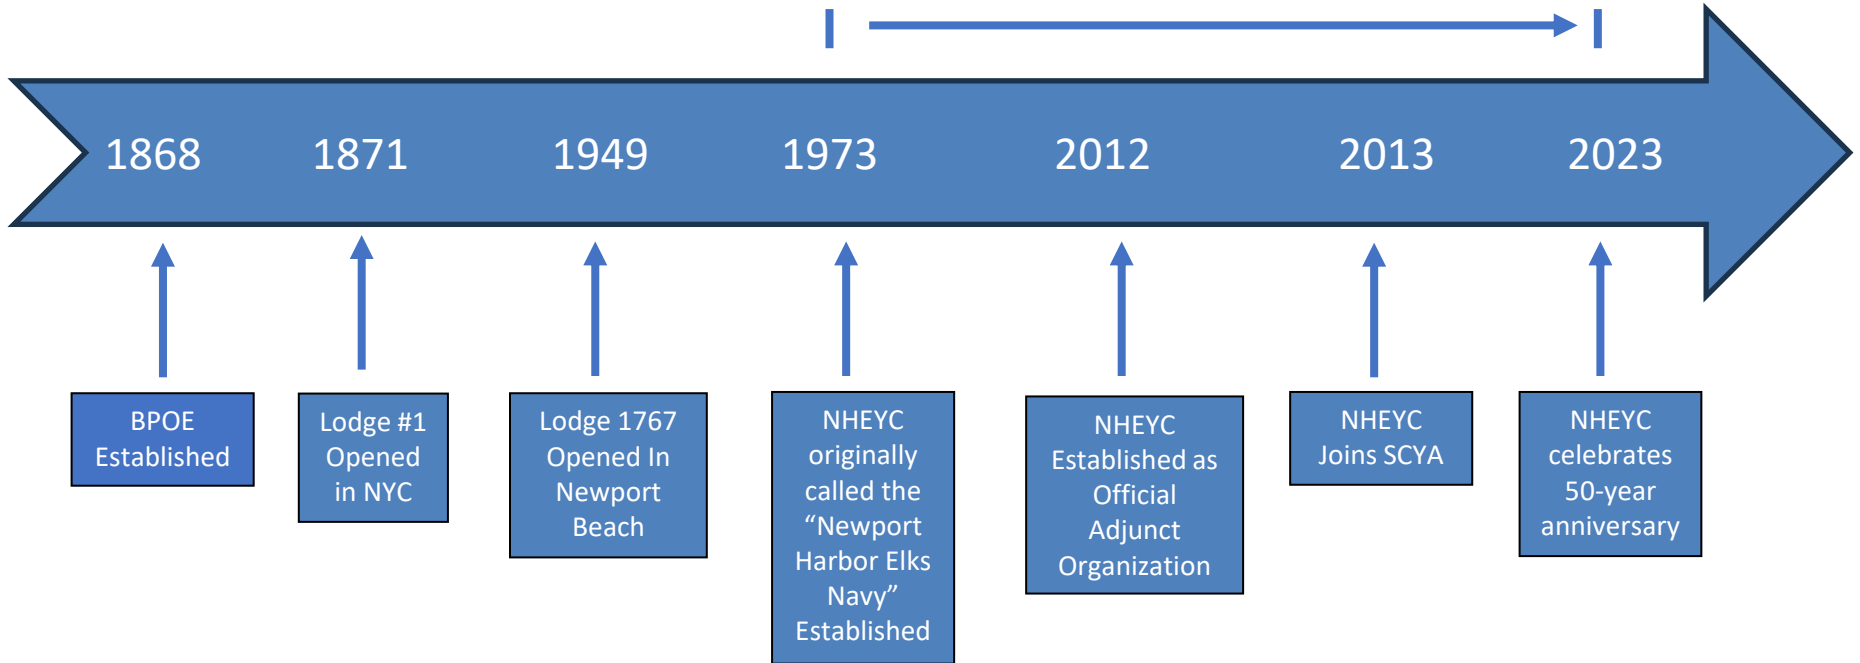 1868 1871 1949 1973 2012 2013 2023
BPOE
Established
Lodge #1
Opened
in NYC
Lodge 1767
Opened In
Newport
Beach
NHEYC
originally
called the
“Newport
Harbor Elks
Navy”
Established
NHEYC
Established as
Official
Adjunct
Organization
NHEYC
Joins SCYA
NHEYC
celebrates
50-year
anniversary